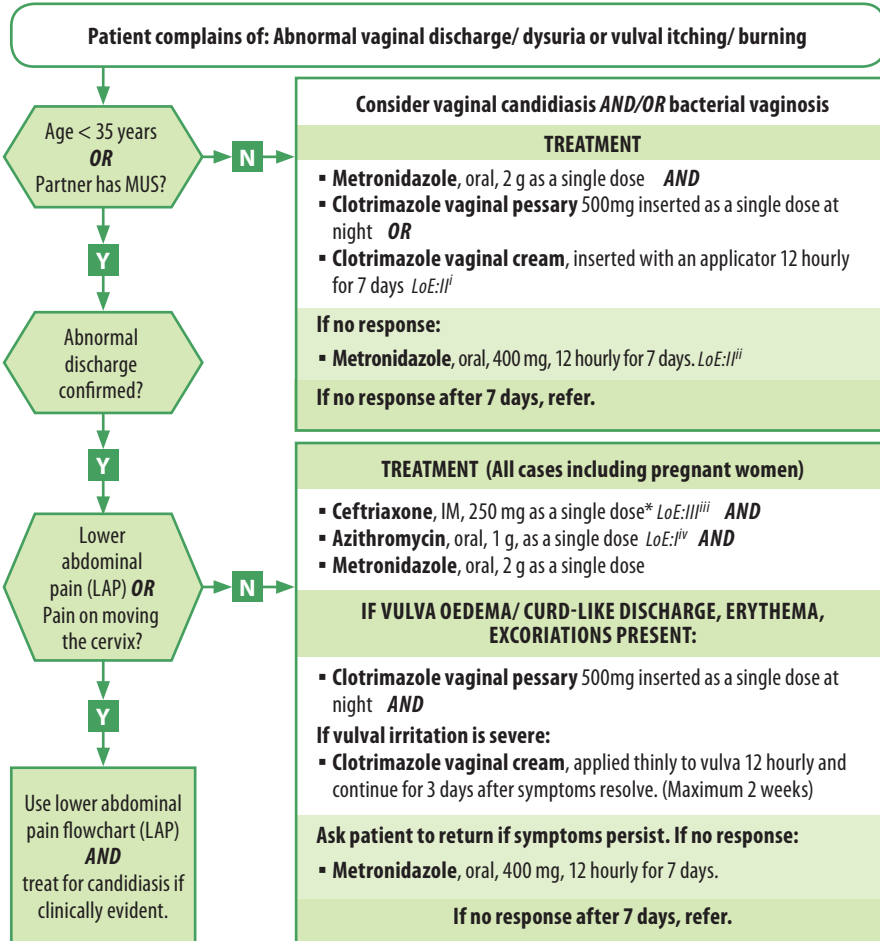 Patient complains of: Abnormal vaginal discharge/ dysuria or vulval itching/ burning
Age < 35 years
OR
Partner has MUS?
N
Y
Consider vaginal candidiasis AND/OR bacterial vaginosis
TREATMENT
▪ Metronidazole, oral, 2 g as a single dose AND
▪ Clotrimazole vaginal pessary 500mg inserted as a single dose at
night OR
▪ Clotrimazole vaginal cream, inserted with an applicator 12 hourly
for 7 days LoE:IIⁱ
If no response:
▪ Metronidazole, oral, 400 mg, 12 hourly for 7 days. LoE:IIⁱⁱ
If no response after 7 days, refer.
Abnormal
discharge
confirmed?
Y
Lower
abdominal
pain (LAP) OR
Pain on moving
the cervix?
N
Y
TREATMENT (All cases including pregnant women)
▪ Ceftriaxone, IM, 250 mg as a single dose* LoE:IIIⁱⁱⁱ AND
▪ Azithromycin, oral, 1 g, as a single dose LoE:Iⁱᵛ AND
▪ Metronidazole, oral, 2 g as a single dose
IF VULVA OEDEMA/ CURD-LIKE DISCHARGE, ERYTHEMA,
EXCORIATIONS PRESENT:
▪ Clotrimazole vaginal pessary 500mg inserted as a single dose at
night AND
If vulval irritation is severe:
▪ Clotrimazole vaginal cream, applied thinly to vulva 12 hourly and
continue for 3 days after symptoms resolve. (Maximum 2 weeks)
Ask patient to return if symptoms persist. If no response:
▪ Metronidazole, oral, 400 mg, 12 hourly for 7 days.
If no response after 7 days, refer.
Use lower abdominal
pain flowchart (LAP)
AND
treat for candidiasis if
clinically evident.